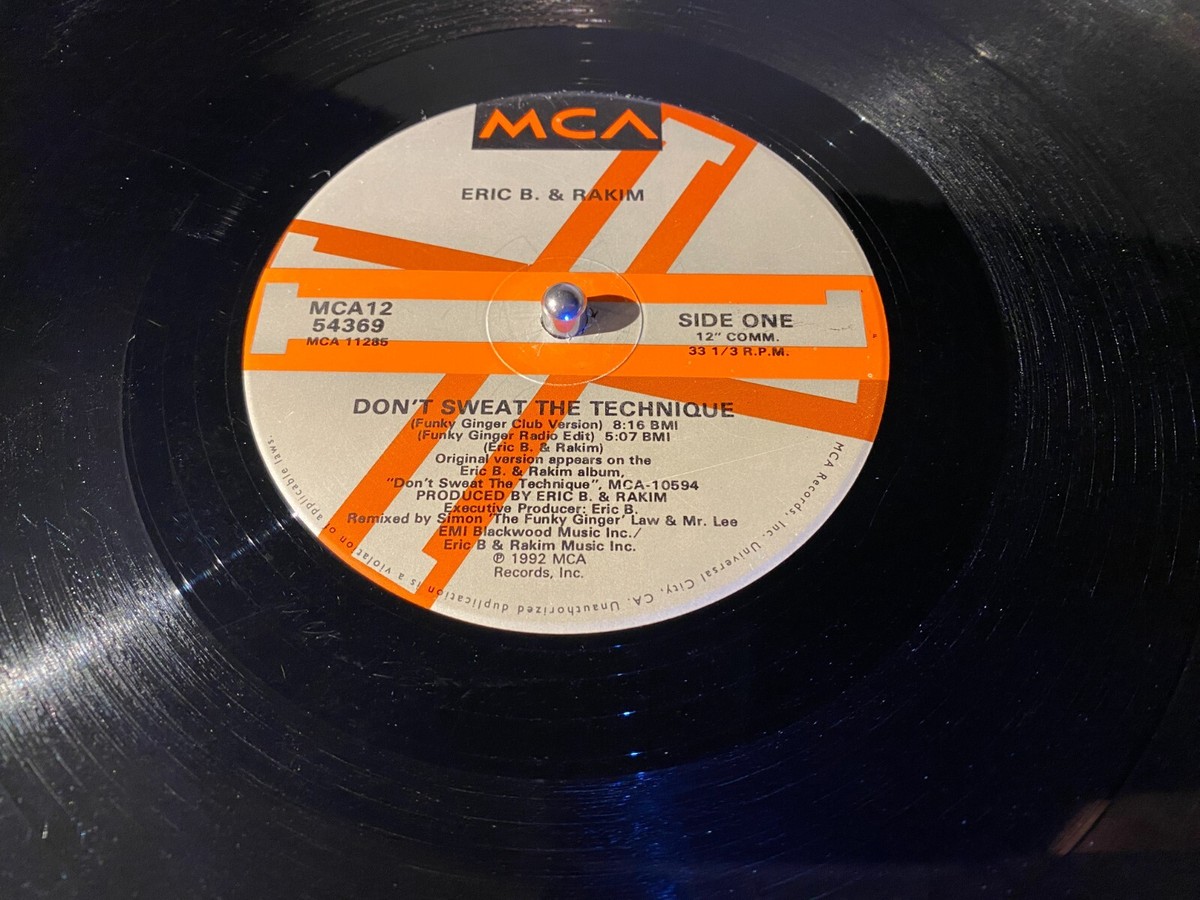 MCA
ERIC B. & RAKIM
MCA12
54369
MCA 11285
SIDE ONE
12" COMM.
33 1/3 R.P.M.
DON'T SWEAT THE TECHNIQUE
(Funky Ginger Club Version) 8:16 BMI
(Funky Ginger Radio Edit) 5:07 BMI
(Eric B. & Rakim)
Original version appears on the
Eric B. & Rakim album,
"Don't Sweat The Technique", MCA-10594
PRODUCED BY ERIC B. & RAKIM
Executive Producer: Eric B.
Remixed by Simon 'The Funky Ginger' Law & Mr. Lee
EMI Blackwood Music Inc./
Eric B & Rakim Music Inc.
℗ 1992 MCA
Records, Inc.
MCA Records, Inc. Universal City, CA. Unauthorized duplication is a violation of applicable laws.